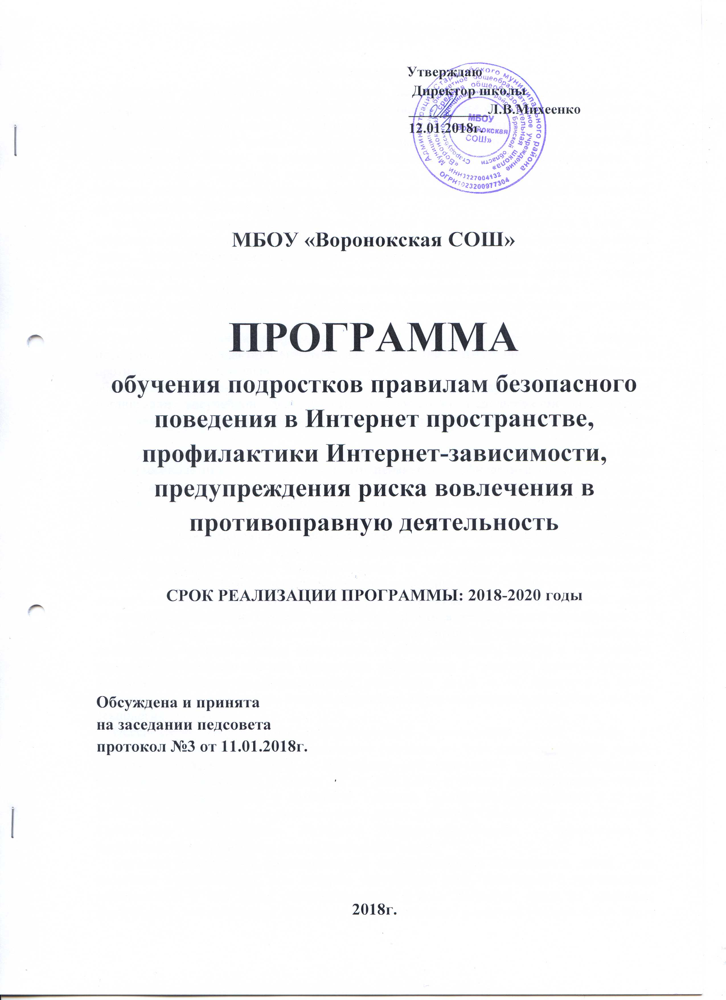 Утверждаю
Директор школы
Л.В.Михеенко
12.01.2018г.
Администрация Стародубского муниципального района
Муниципальное бюджетное общеобразовательное учреждение
средняя общеобразовательная школа»
Стародубского муниципального района Брянской области
ИНН3227004132
ОГРН1023200977304
МБОУ
«Воронокская
СОШ»
МБОУ «Воронокская СОШ»
ПРОГРАММА
обучения подростков правилам безопасного
поведения в Интернет пространстве,
профилактики Интернет-зависимости,
предупреждения риска вовлечения в
противоправную деятельность
СРОК РЕАЛИЗАЦИИ ПРОГРАММЫ: 2018-2020 годы
Обсуждена и принята
на заседании педсовета
протокол №3 от 11.01.2018г.
2018г.